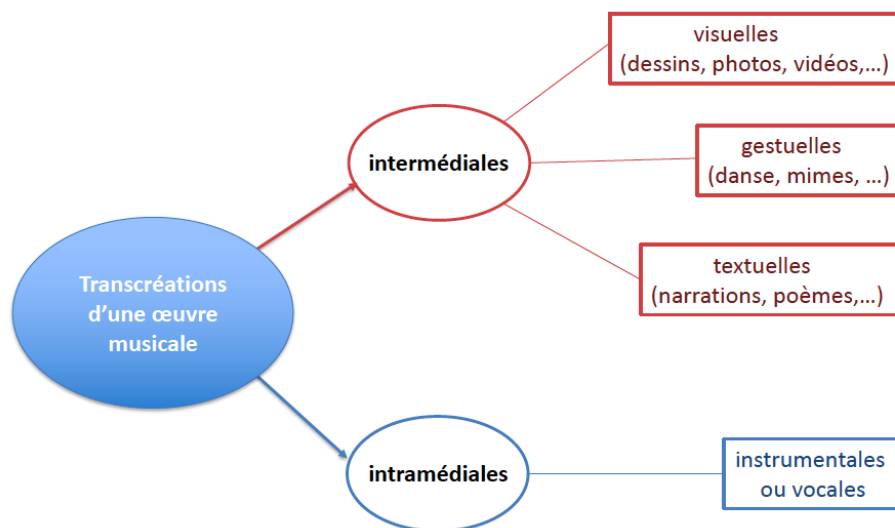 visuelles
(dessins, photos, vidéos,…)
intermédiales
gestuelles
(danse, mimes, …)
Transcréations
d’une œuvre
musicale
textuelles
(narrations, poèmes,…)
intramédiales
instrumentales
ou vocales